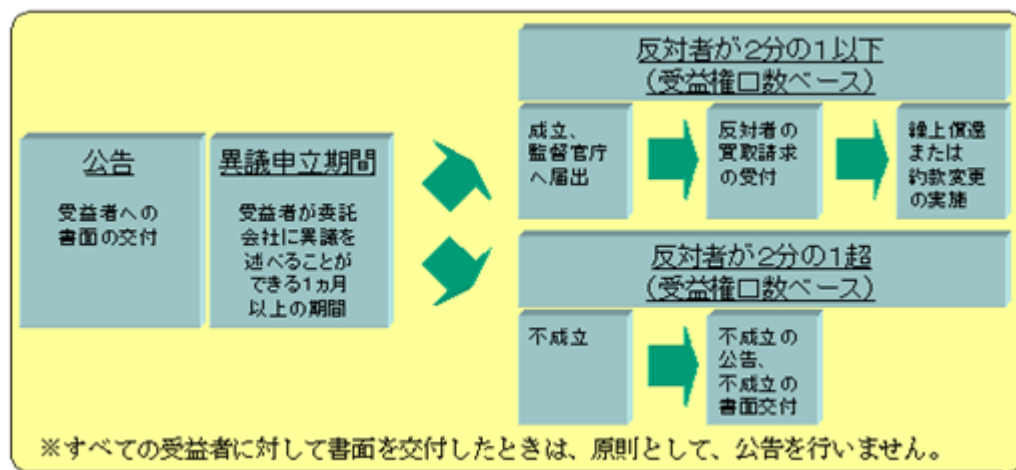 公告
受益者への
書面の交付
異議申立期間
受益者が委託
会社に異議を
述べることが
できる1ヵ月
以上の期間
反対者が2分の1以下
(受益権口数ベース)
成立、
監督官庁
へ届出
反対者の
買取請求
の受付
繰上償還
または
約款変更
の実施
反対者が2分の1超
(受益権口数ベース)
不成立
不成立の
公告、
不成立の
書面交付
※すべての受益者に対して書面を交付したときは、原則として、公告を行いません。